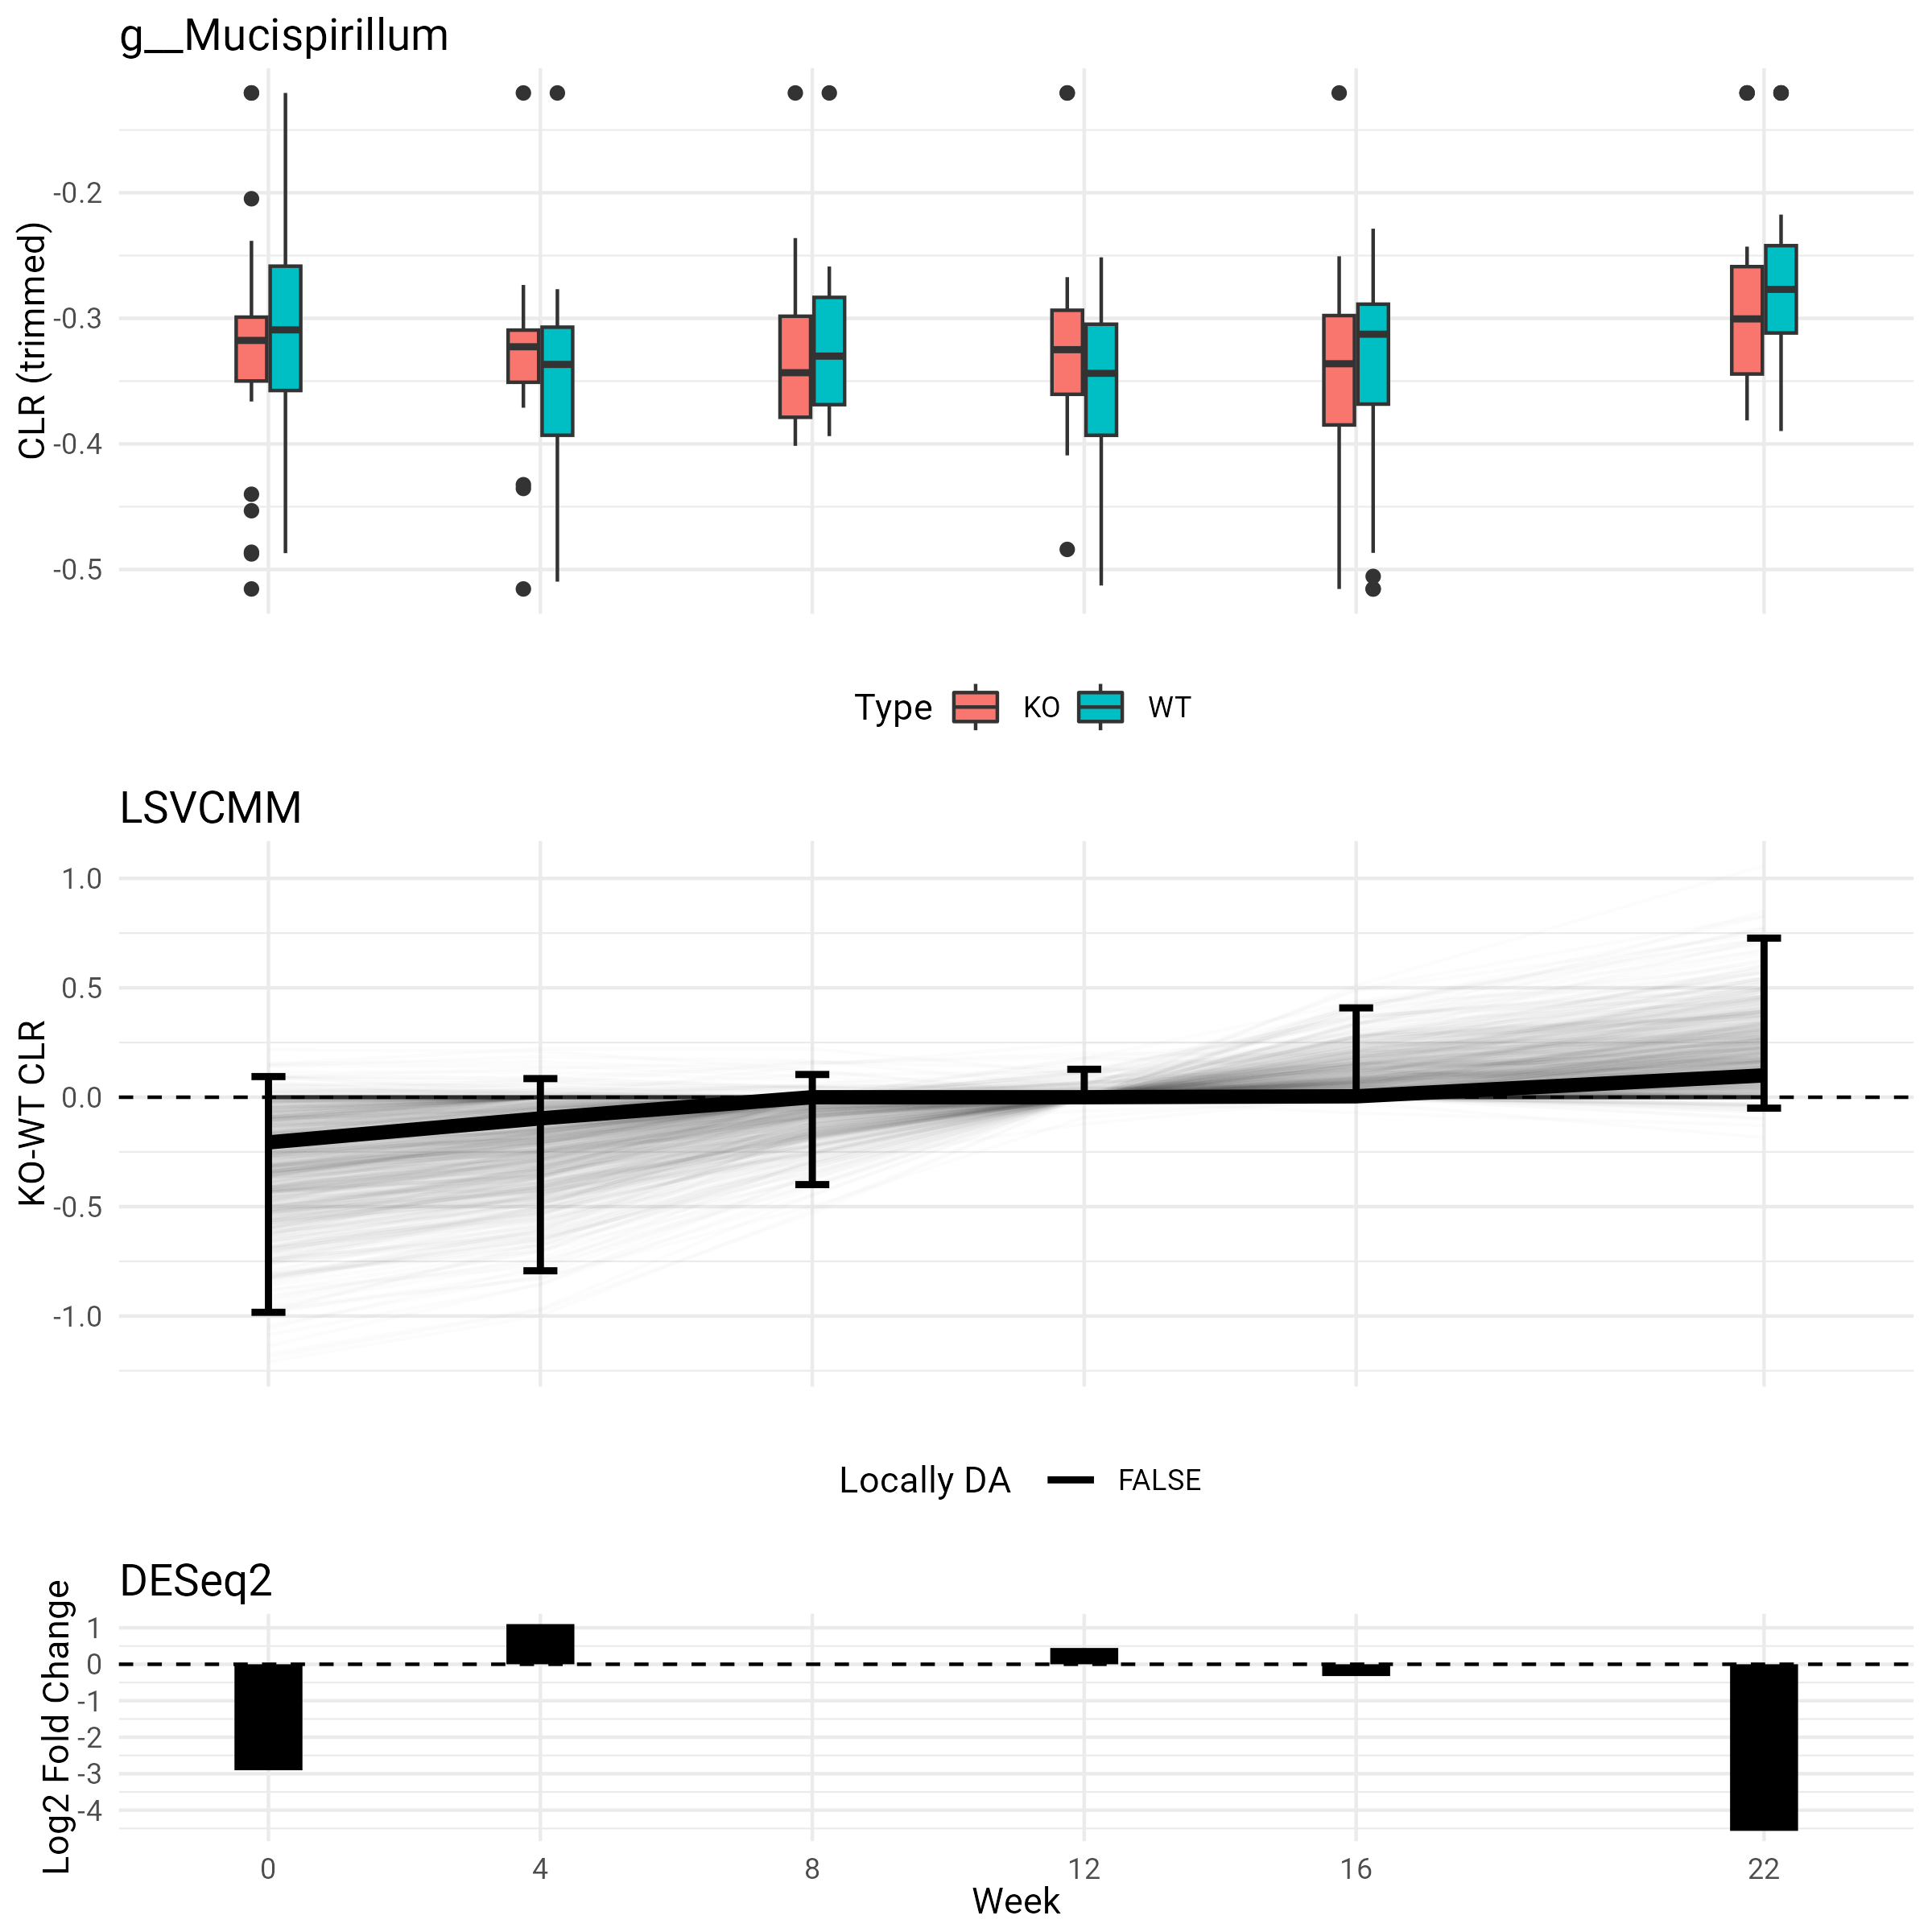 g__Mucispirillum
CLR (trimmed)
-0.2
-0.3
-0.4
-0.5
Type KO WT
LSVCMM
KO-WT CLR
1.0
0.5
0.0
-0.5
-1.0
Locally DA FALSE
DESeq2
Log2 Fold Change
1
0
-1
-2
-3
-4
0 4 8 12 16 22
Week